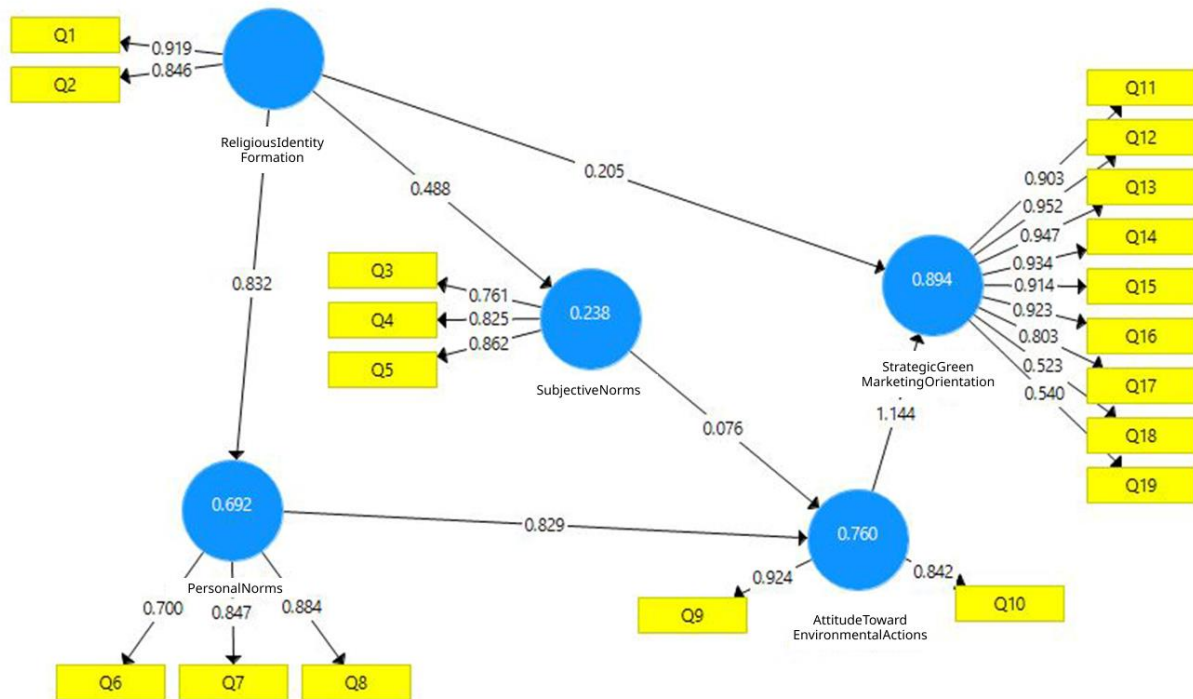 Q1
0.919
0.846
Q2
ReligiousIdentity
Formation
0.205
0.488
0.832
Q3
0.761
Q4
0.825
Q5
0.862
0.238
SubjectiveNorms
0.076
0.894
StrategicGreen
MarketingOrientation
1.144
Q11
Q12
Q13
Q14
Q15
Q16
Q17
Q18
Q19
0.903
0.952
0.947
0.934
0.914
0.923
0.803
0.523
0.540
0.692
PersonalNorms
0.829
0.700
0.847
0.884
Q6
Q7
Q8
0.760
0.924
0.842
Q9
Q10
AttitudeToward
EnvironmentalActions